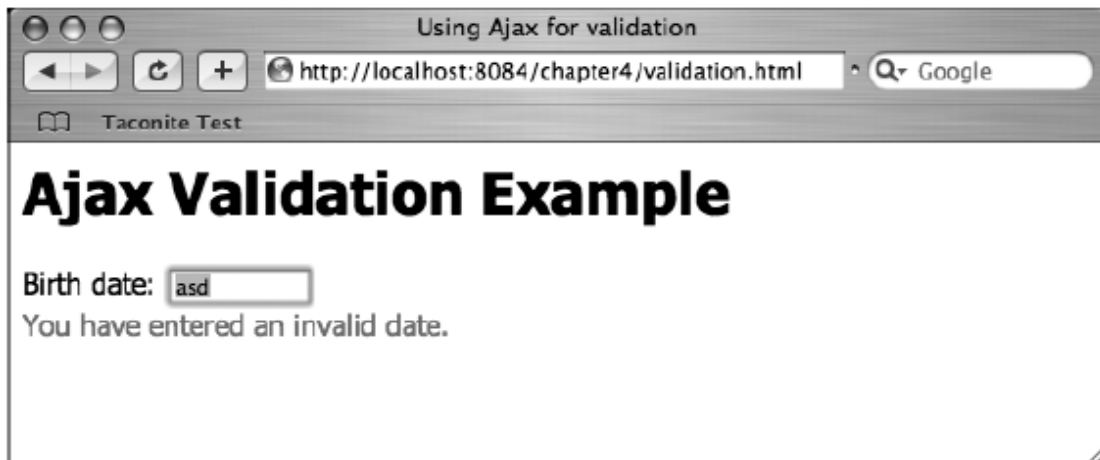 Using Ajax for validation
http://localhost:8084/chapter4/validation.html
Google
Taconite Test
Ajax Validation Example
Birth date: asd
You have entered an invalid date.